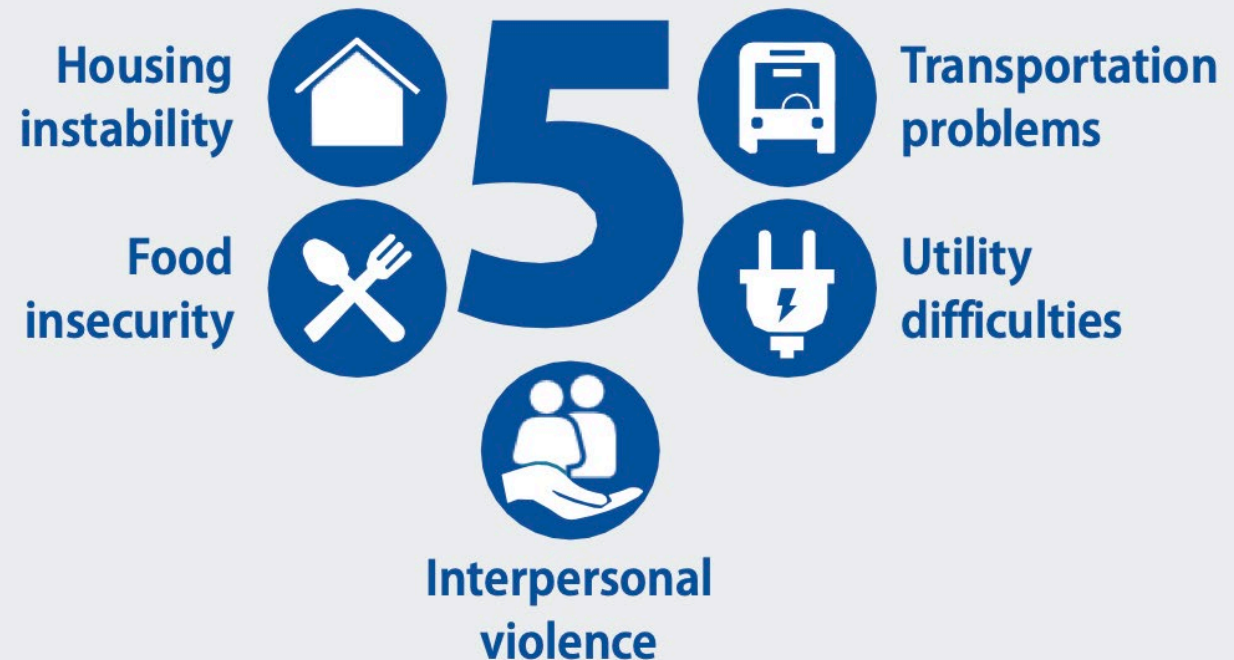 Housing
instability
5
Transportation
problems
Food
insecurity
Utility
difficulties
Interpersonal
violence